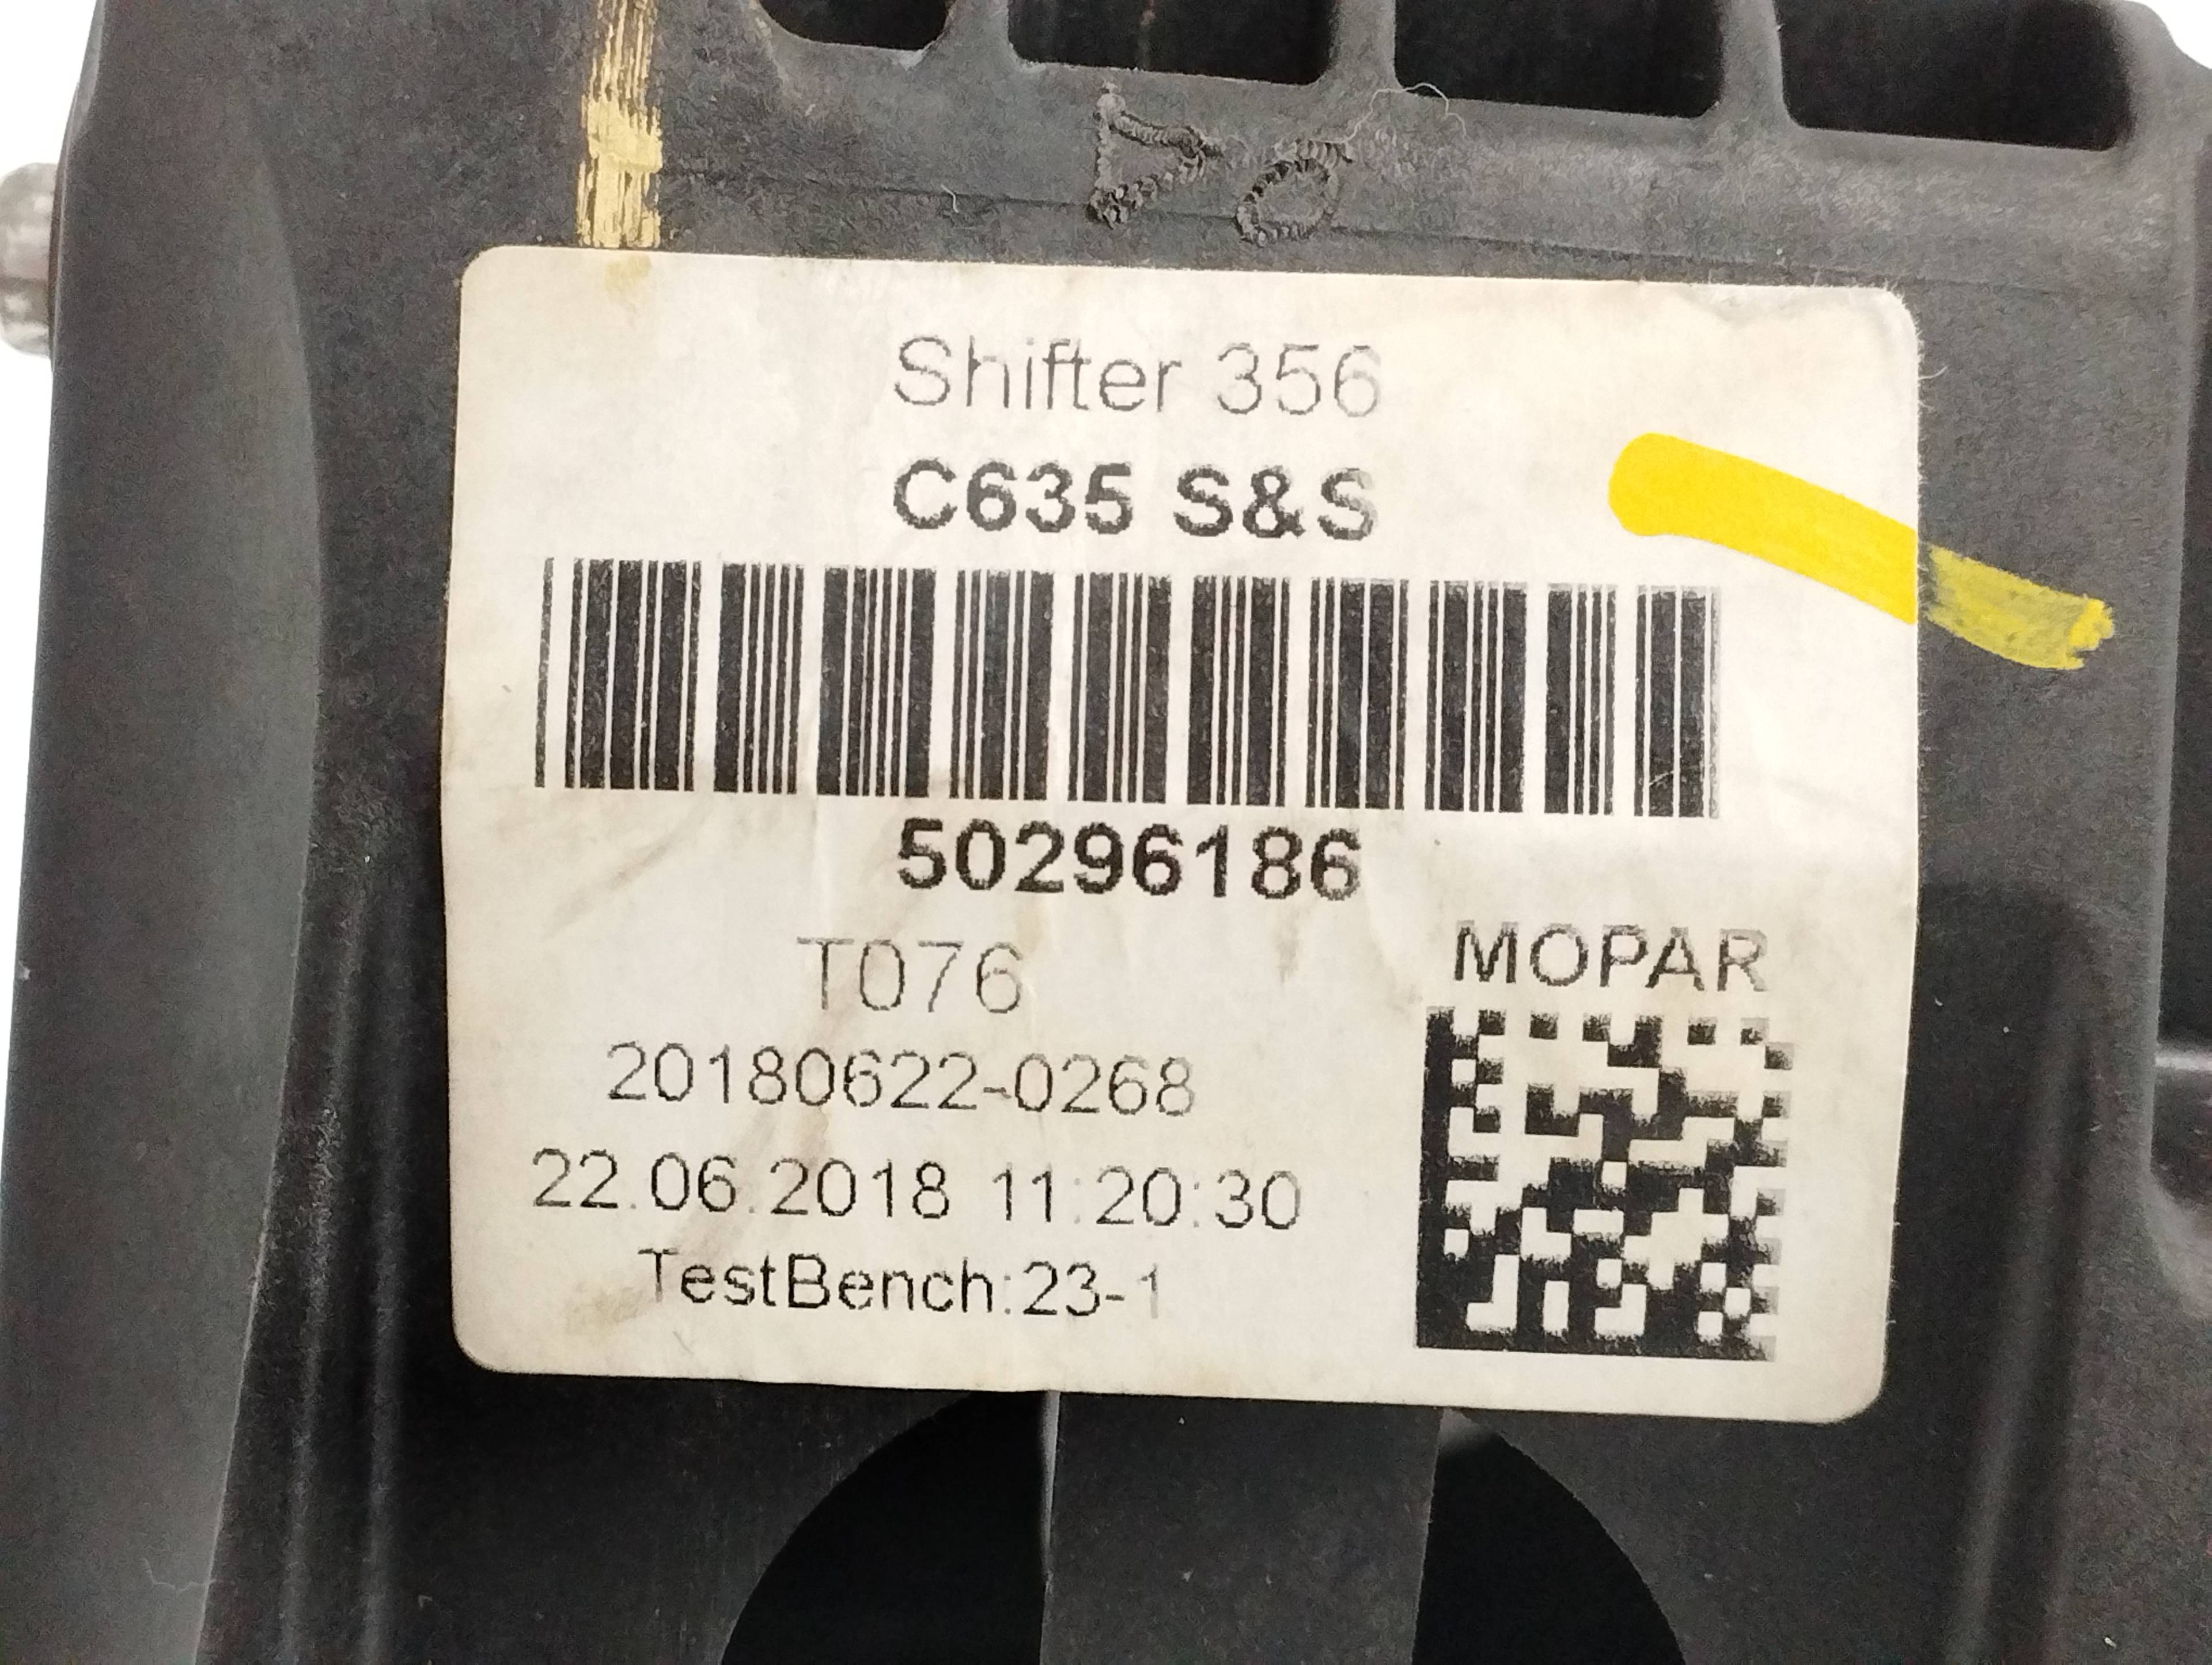 Shifter 356
C635 S&S
50296186
T076
MOPAR
20180622-0268
22.06.2018 11:20:30
TestBench:23-1